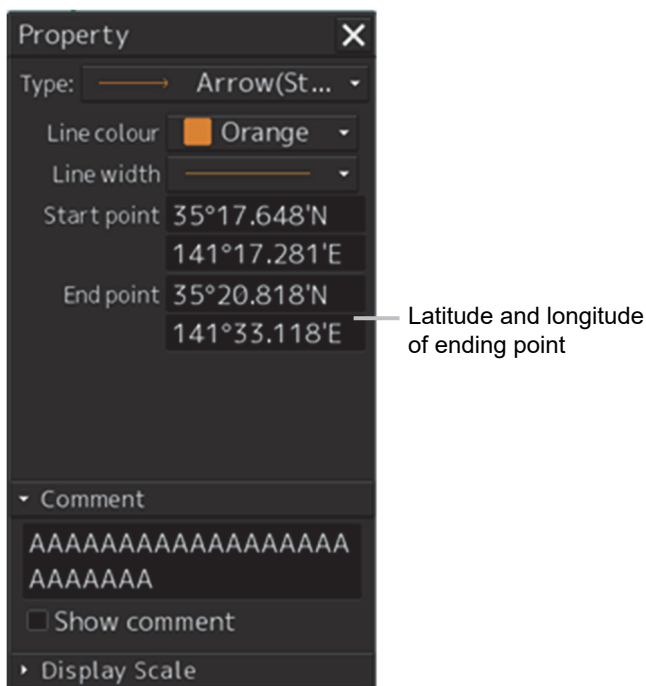 Property
Type: Arrow(St...
Line colour Orange
Line width
Start point 35°17.648'N
141°17.281'E
End point 35°20.818'N
141°33.118'E
Latitude and longitude
of ending point
Comment
AAAAAAAAAAAAAAAAAA
AAAAAAA
Show comment
Display Scale